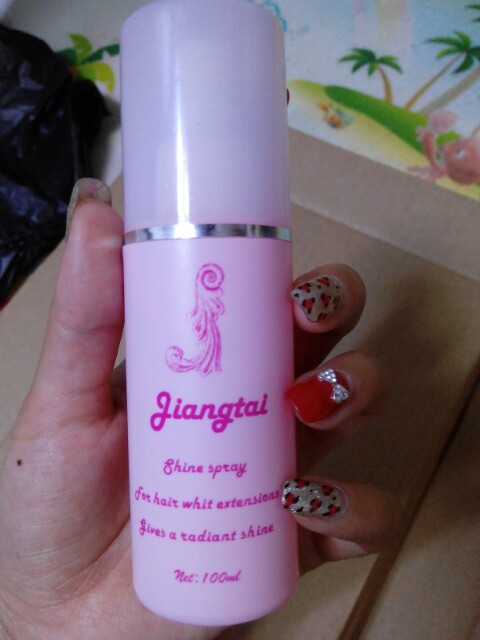 Jiangtai
Shine spray
For hair whit extensions
Gives a radiant shine
Net: 100ml